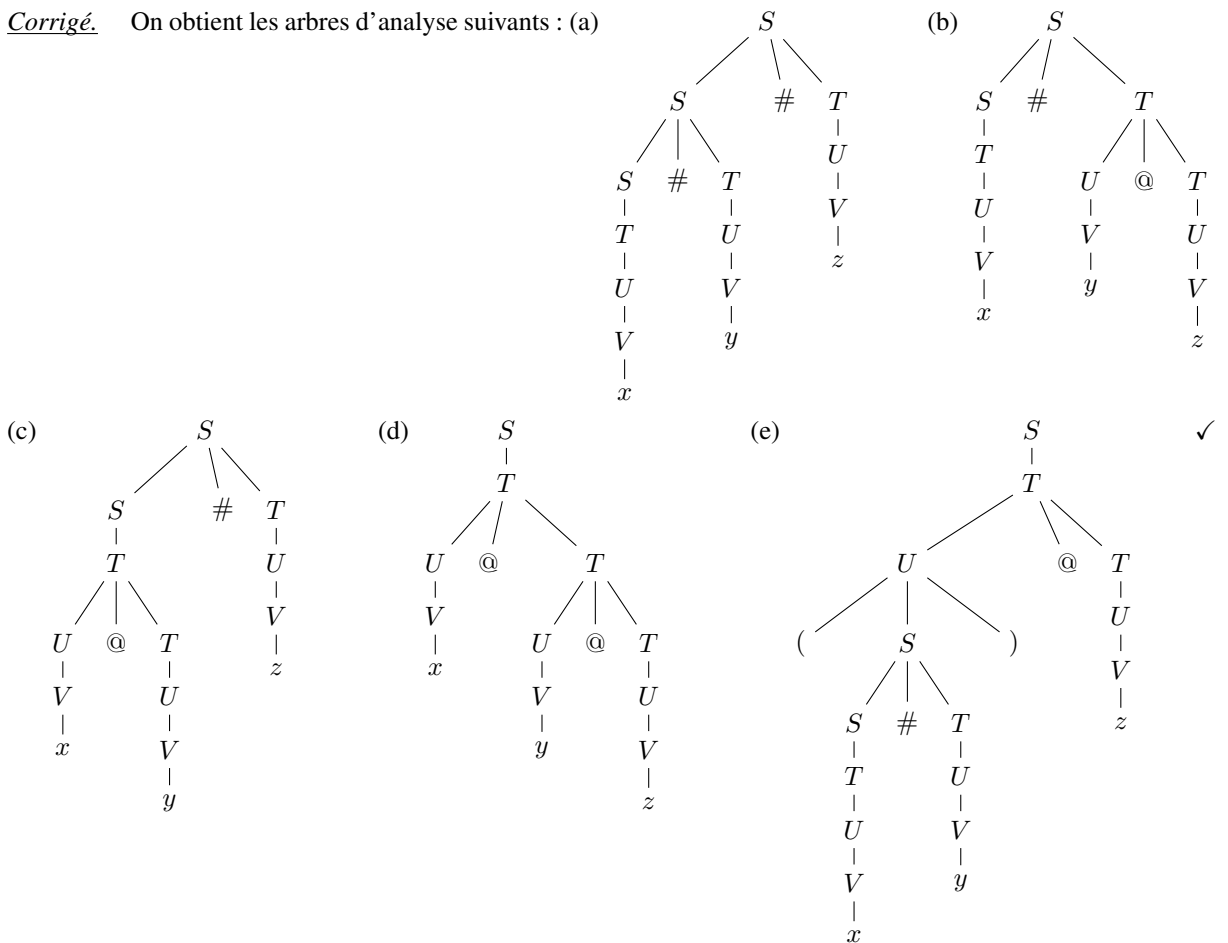 Corrigé. On obtient les arbres d’analyse suivants : (a)
S
S # T
U
S # T
V
T U
z
U V
V y
x
(b)
S
S # T
T
U @ T
U
V U
V
y V
x
z
(c)
S
S # T
T U
V
U @ T
z
V U
x V
y
(d)
S
T
U @ T
V
U @ T
x
V U
y V
z
(e)
S ✓
T
U @ T
U
( S )
V
S # T z
T U
U V
V y
x